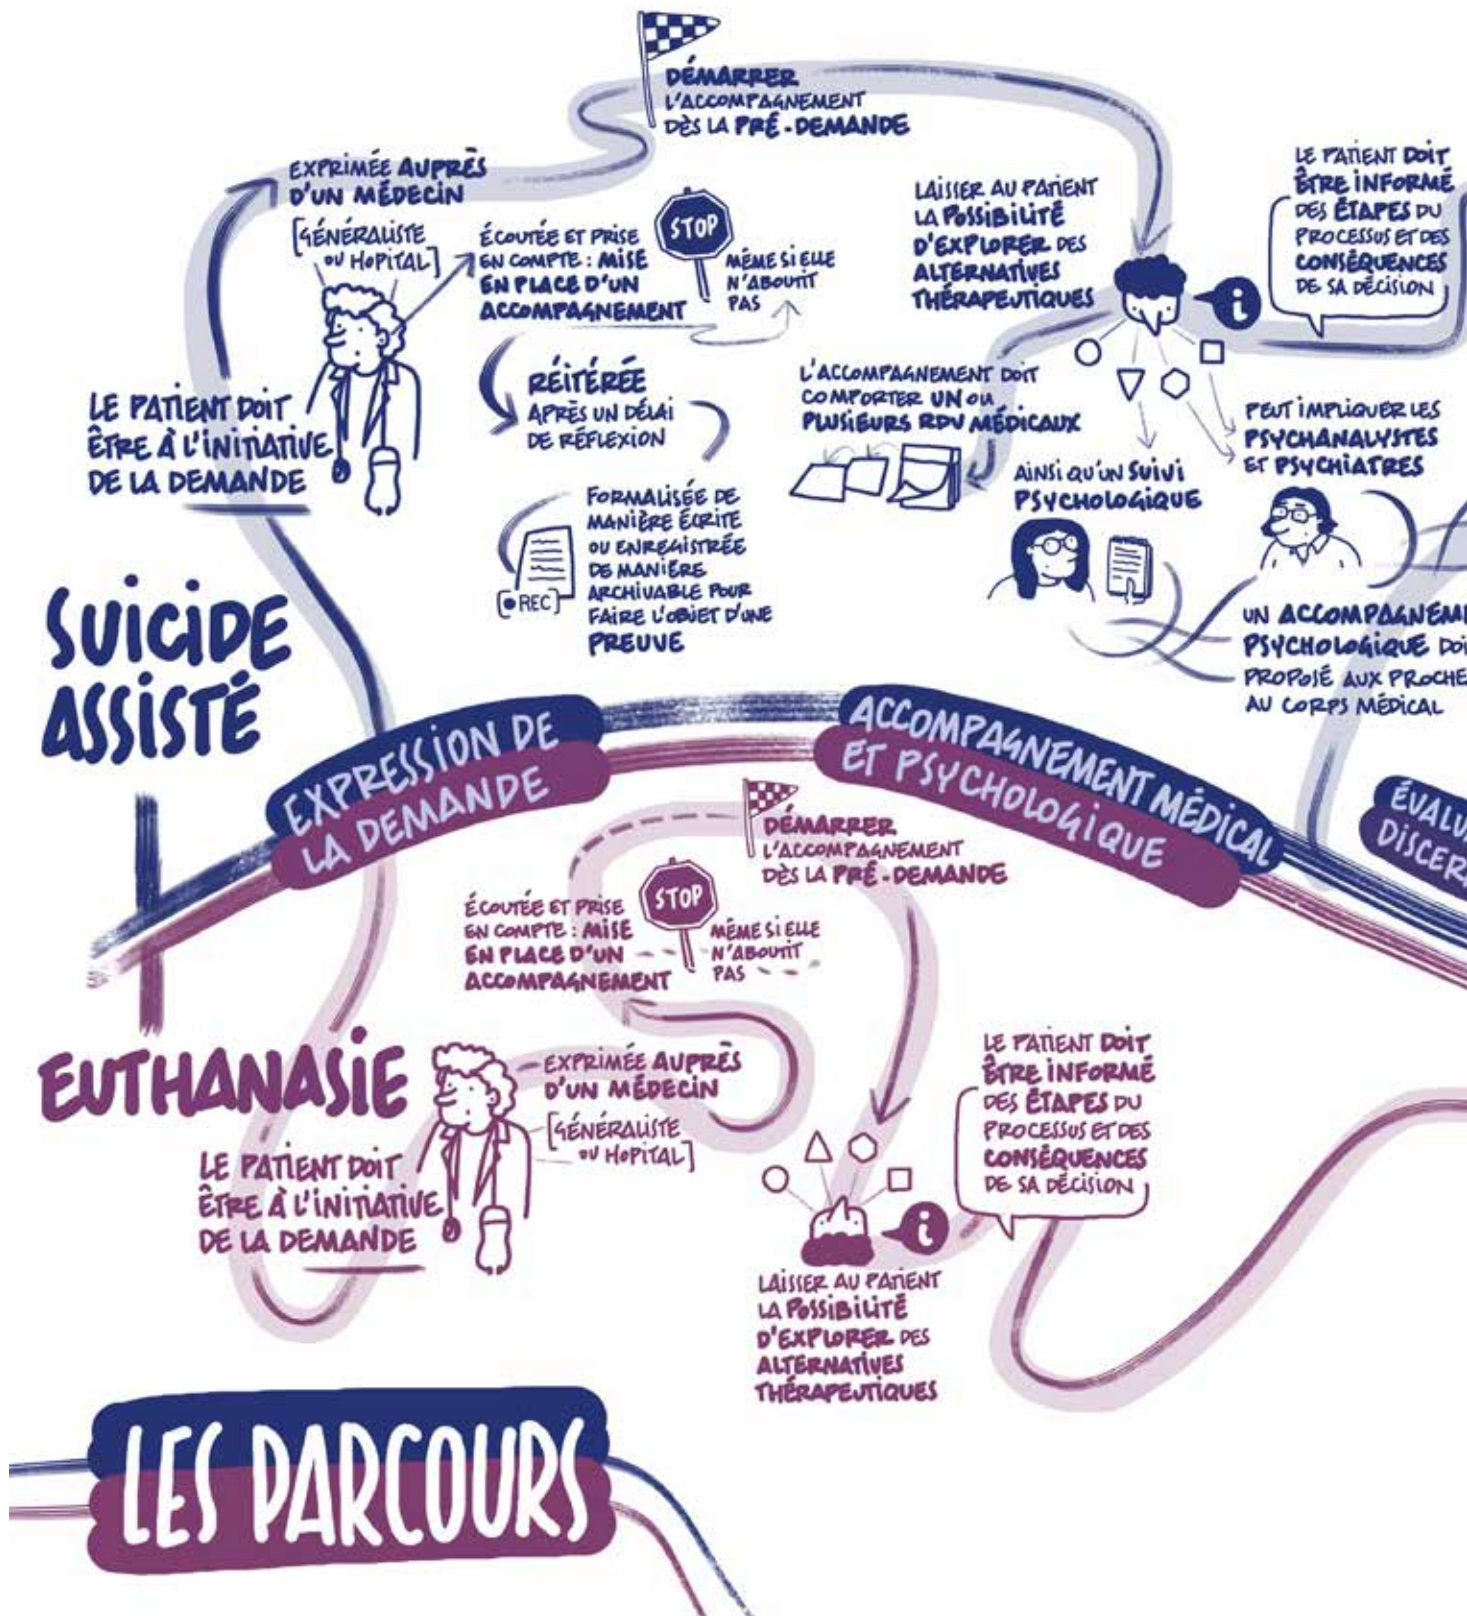 DÉMARRER
L'ACCOMPAGNEMENT
DÈS LA PRÉ-DEMANDE
EXPRIMÉE AUPRÈS
D'UN MÉDECIN
[GÉNÉRALISTE
OU HOPITAL]
ÉCOUTÉE ET PRISE
EN COMPTE : MISE
EN PLACE D'UN
ACCOMPAGNEMENT
STOP
MÊME SI ELLE
N'ABOUTIT
PAS
LAISSER AU PATIENT
LA POSSIBILITÉ
D'EXPLORER DES
ALTERNATIVES
THÉRAPEUTIQUES
i
LE PATIENT DOIT
ÊTRE INFORMÉ
DES ÉTAPES DU
PROCESSUS ET DES
CONSÉQUENCES
DE SA DÉCISION
LE PATIENT DOIT
ÊTRE À L'INITIATIVE
DE LA DEMANDE
RÉITÉRÉE
APRÈS UN DÉLAI
DE RÉFLEXION
FORMALISÉE DE
MANIÈRE ÉCRITE
OU ENREGISTRÉE
DE MANIÈRE
ARCHIVABLE POUR
FAIRE L'OBJET D'UNE
PREUVE
[REC]
L'ACCOMPAGNEMENT DOIT
COMPORTER UN OU
PLUSIEURS RDV MÉDICAUX
AINSI QU'UN SUIVI
PSYCHOLOGIQUE
PEUT IMPLIQUER LES
PSYCHANALYSTES
ET PSYCHIATRES
UN ACCOMPAGNEM
PSYCHOLOGIQUE DOI
PROPOSÉ AUX PROCHE
AU CORPS MÉDICAL
SUICIDE
ASSISTÉ
EXPRESSION DE
LA DEMANDE
ACCOMPAGNEMENT MÉDICAL
ET PSYCHOLOGIQUE
ÉVALU
DISCER
DÉMARRER
L'ACCOMPAGNEMENT
DÈS LA PRÉ-DEMANDE
ÉCOUTÉE ET PRISE
EN COMPTE : MISE
EN PLACE D'UN
ACCOMPAGNEMENT
STOP
MÊME SI ELLE
N'ABOUTIT
PAS
EUTHANASIE
EXPRIMÉE AUPRÈS
D'UN MÉDECIN
[GÉNÉRALISTE
OU HOPITAL]
LE PATIENT DOIT
ÊTRE À L'INITIATIVE
DE LA DEMANDE
LE PATIENT DOIT
ÊTRE INFORMÉ
DES ÉTAPES DU
PROCESSUS ET DES
CONSÉQUENCES
DE SA DÉCISION
i
LAISSER AU PATIENT
LA POSSIBILITÉ
D'EXPLORER DES
ALTERNATIVES
THÉRAPEUTIQUES
LES PARCOURS